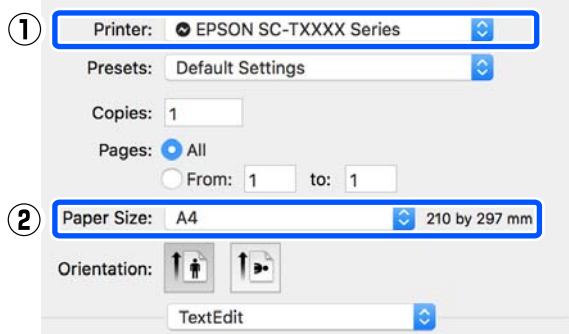 ① Printer: EPSON SC-TXXXX Series
Presets: Default Settings
Copies: 1
Pages: All
From: 1 to: 1
② Paper Size: A4 210 by 297 mm
Orientation:
TextEdit